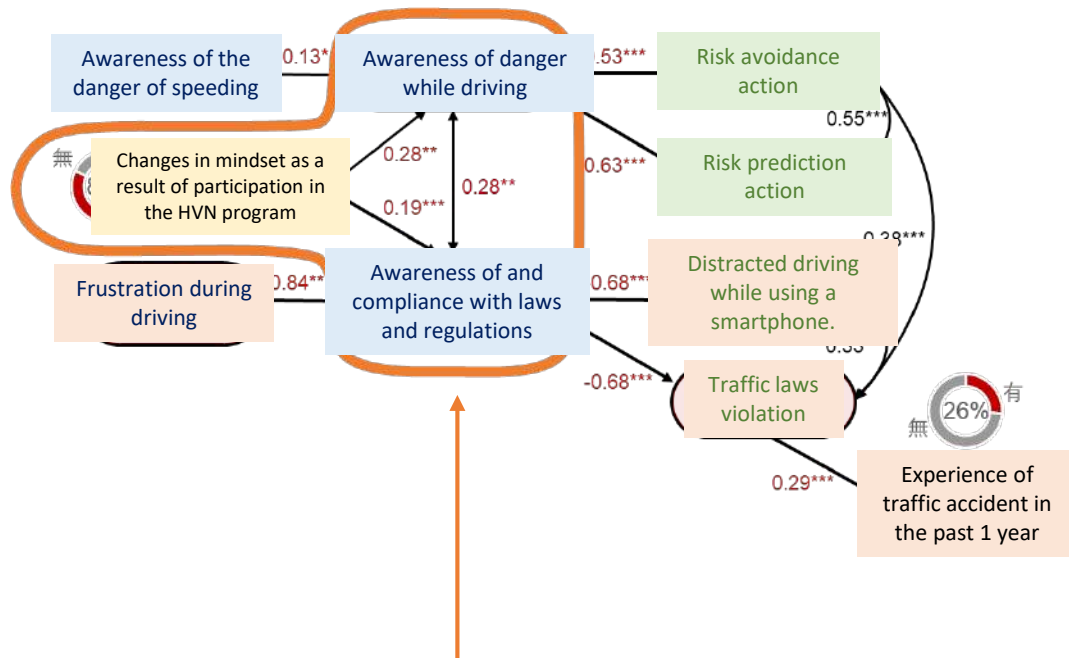 Awareness of the
danger of speeding
0.13*
Awareness of danger
while driving
0.53***
Risk avoidance
action
0.55***
無
Changes in mindset as a
result of participation in
the HVN program
0.28**
0.19***
0.28**
0.63***
Risk prediction
action
0.38***
Frustration during
driving
0.84**
Awareness of and
compliance with laws
and regulations
0.68***
Distracted driving
while using a
smartphone.
-0.68***
Traffic laws
violation
26%
有
無
0.29***
Experience of
traffic accident in
the past 1 year